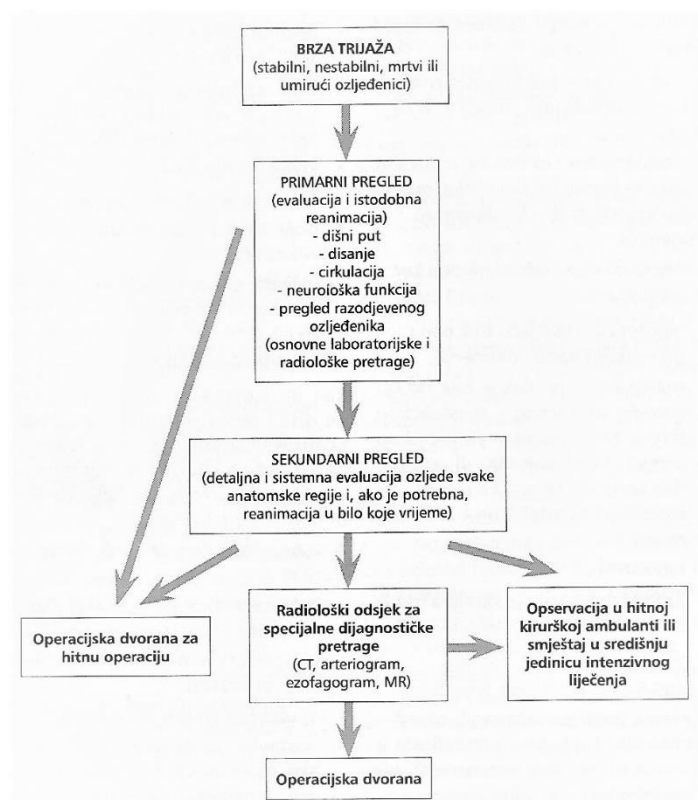 BRZA TRIJAŽA
(stabilni, nestabilni, mrtvi ili
umirući ozljeđenici)
PRIMARNI PREGLED
(evaluacija i istodobna
reanimacija)
- dišni put
- disanje
- cirkulacija
- neurološka funkcija
- pregled razodjevenog
ozljeđenika
(osnovne laboratorijske i
radiološke pretrage)
SEKUNDARNI PREGLED
(detaljna i sistemna evaluacija ozljede svake
anatomske regije i, ako je potrebna,
reanimacija u bilo koje vrijeme)
Operacijska dvorana za
hitnu operaciju
Radiološki odsjek za
specijalne dijagnostičke
pretrage
(CT, arteriogram,
ezofagogram, MR)
Opservacija u hitnoj
kirurškoj ambulanti ili
smještaj u središnju
jedinicu intenzivnog
liječenja
Operacijska dvorana